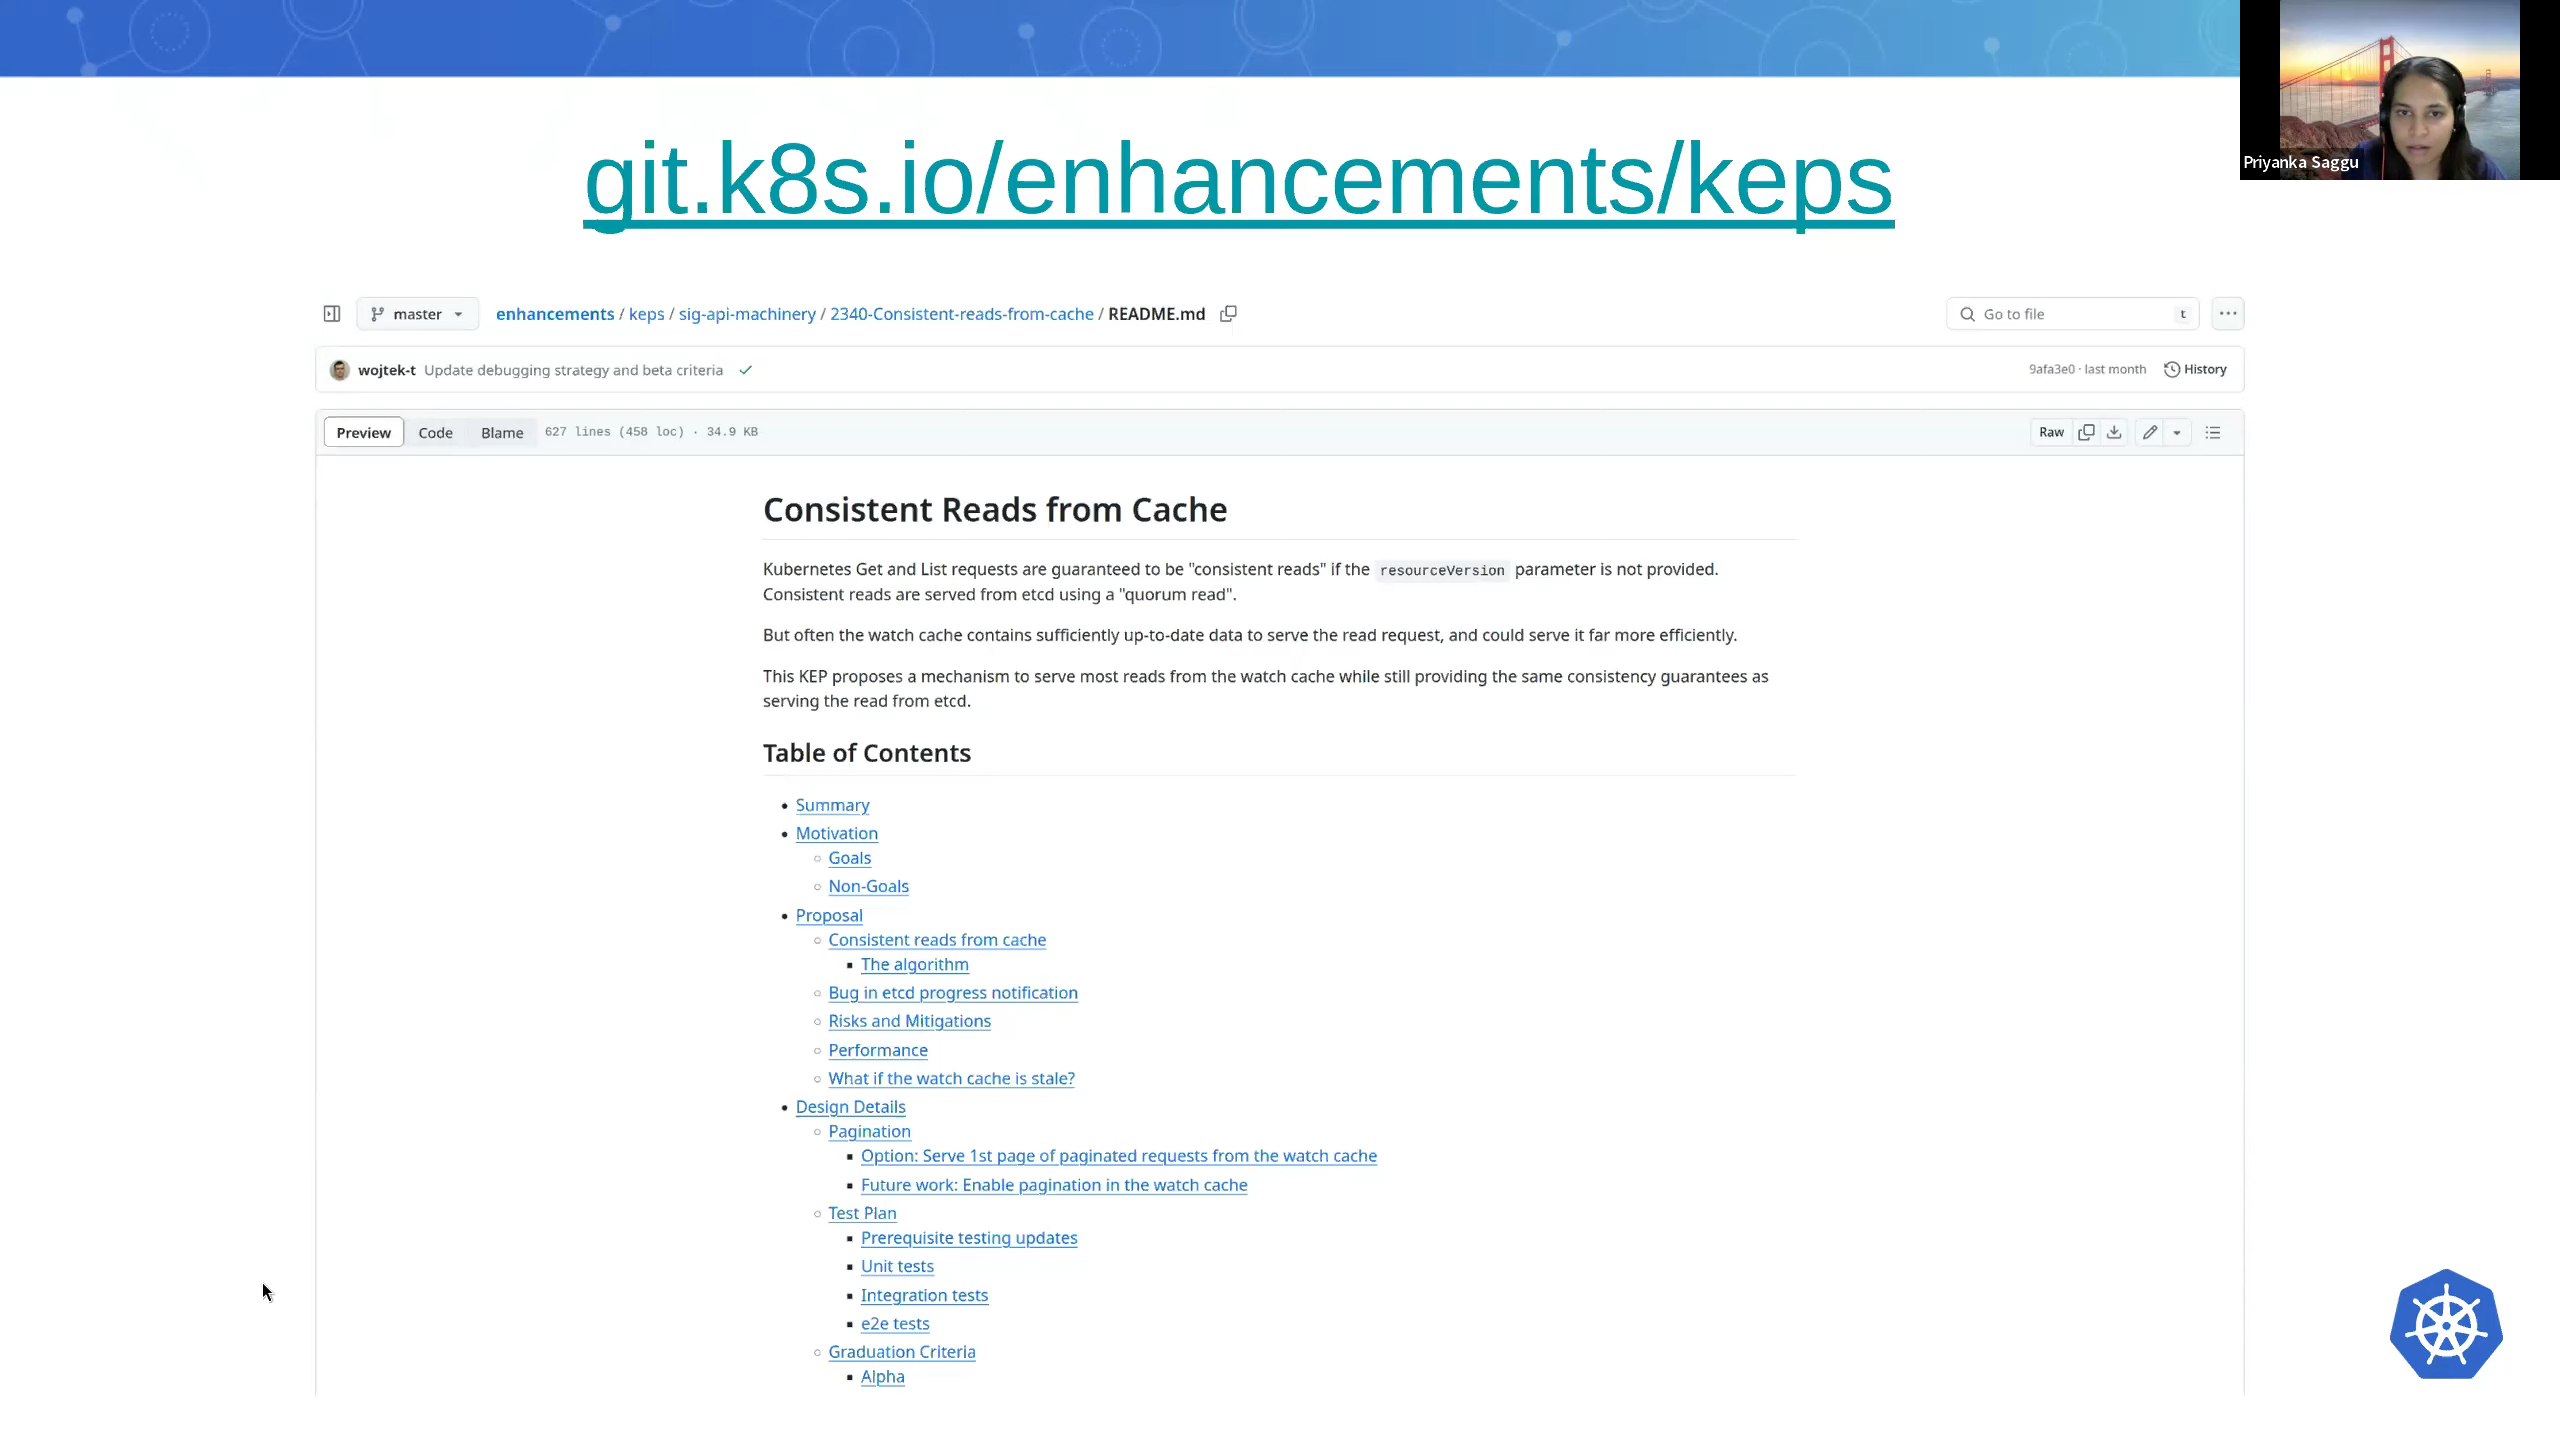 git.k8s.io/enhancements/keps
Priyanka Saggu
master
enhancements / keps / sig-api-machinery / 2340-Consistent-reads-from-cache / README.md
Go to file
t
wojtek-t Update debugging strategy and beta criteria
9afa3e0 · last month
History
Preview
Code
Blame
627 lines (458 loc) · 34.9 KB
Raw
Consistent Reads from Cache
Kubernetes Get and List requests are guaranteed to be "consistent reads" if the resourceVersion parameter is not provided.
Consistent reads are served from etcd using a "quorum read".
But often the watch cache contains sufficiently up-to-date data to serve the read request, and could serve it far more efficiently.
This KEP proposes a mechanism to serve most reads from the watch cache while still providing the same consistency guarantees as
serving the read from etcd.
Table of Contents
Summary
Motivation
Goals
Non-Goals
Proposal
Consistent reads from cache
The algorithm
Bug in etcd progress notification
Risks and Mitigations
Performance
What if the watch cache is stale?
Design Details
Pagination
Option: Serve 1st page of paginated requests from the watch cache
Future work: Enable pagination in the watch cache
Test Plan
Prerequisite testing updates
Unit tests
Integration tests
e2e tests
Graduation Criteria
Alpha